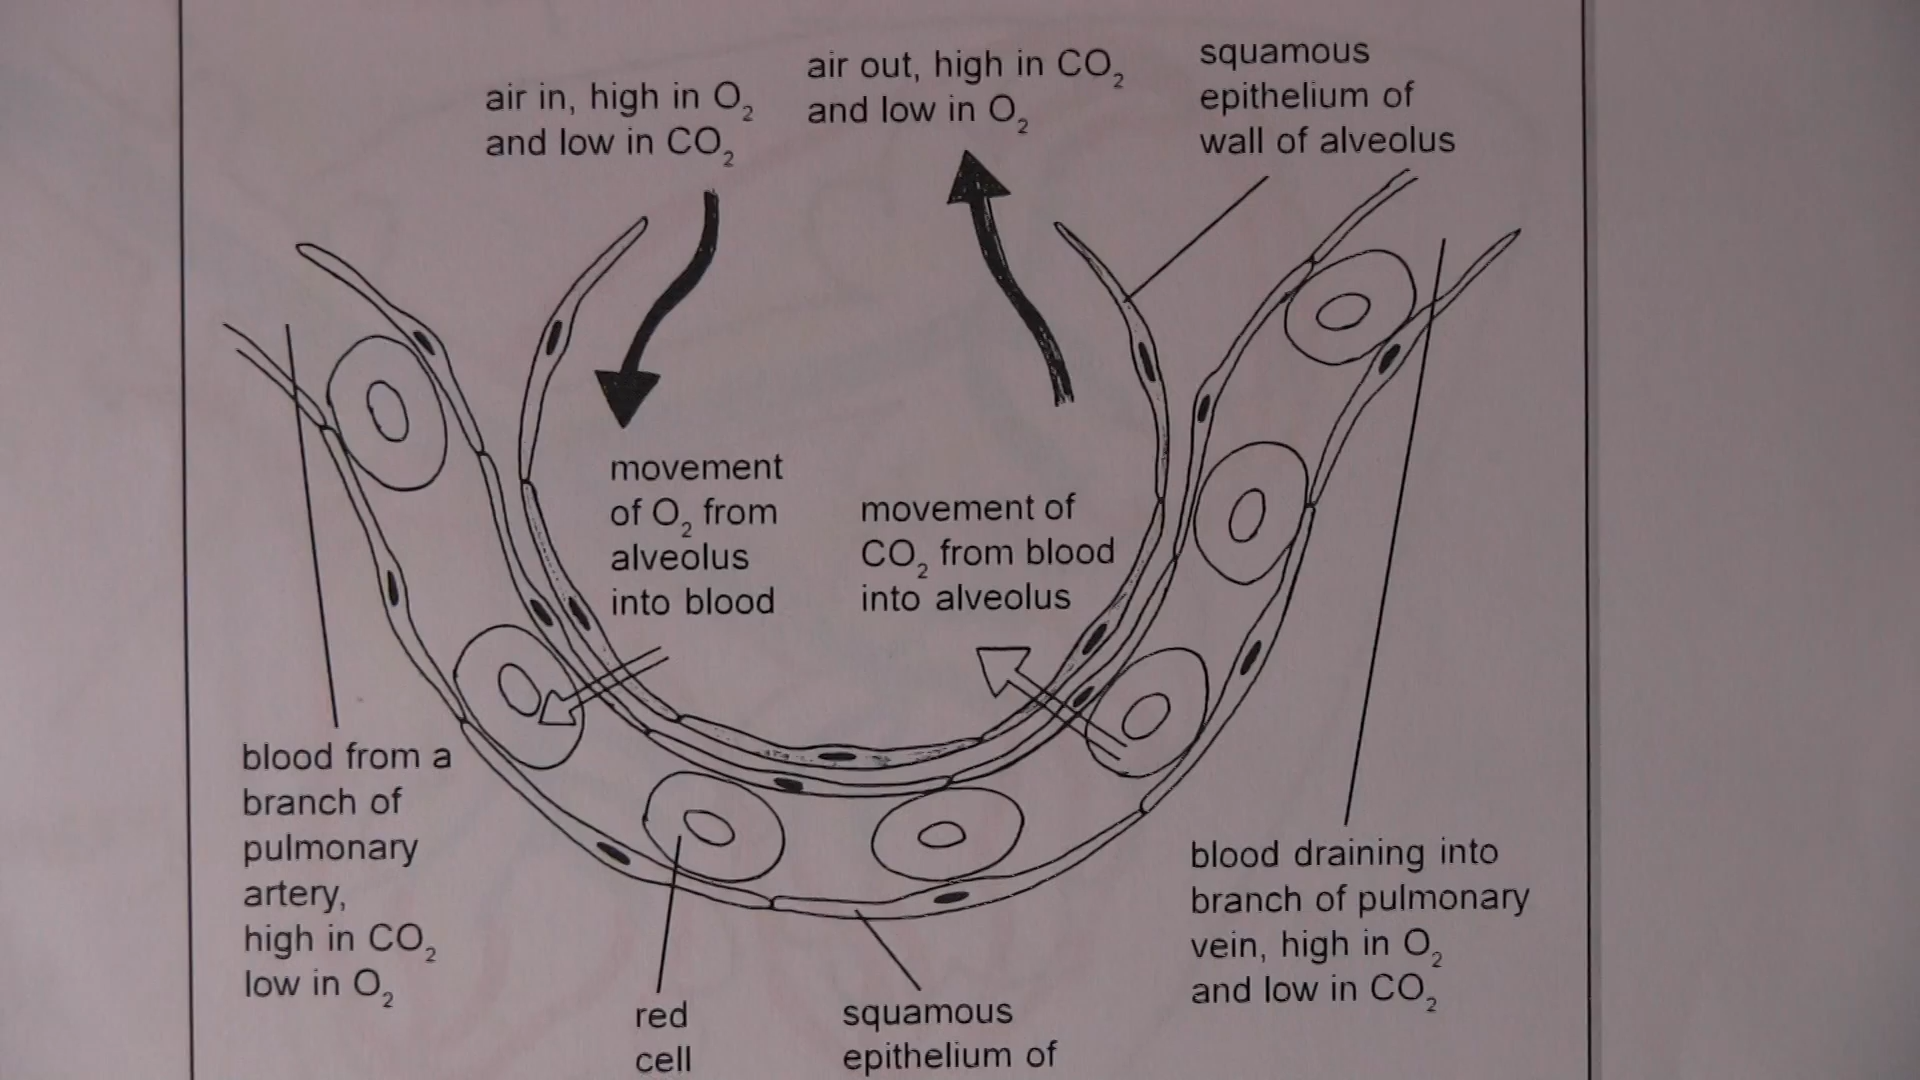 air in, high in O₂
and low in CO₂
air out, high in CO₂
and low in O₂
squamous
epithelium of
wall of alveolus
movement
of O₂ from
alveolus
into blood
movement of
CO₂ from blood
into alveolus
blood from a
branch of
pulmonary
artery,
high in CO₂
low in O₂
red
cell
squamous
epithelium of
blood draining into
branch of pulmonary
vein, high in O₂
and low in CO₂